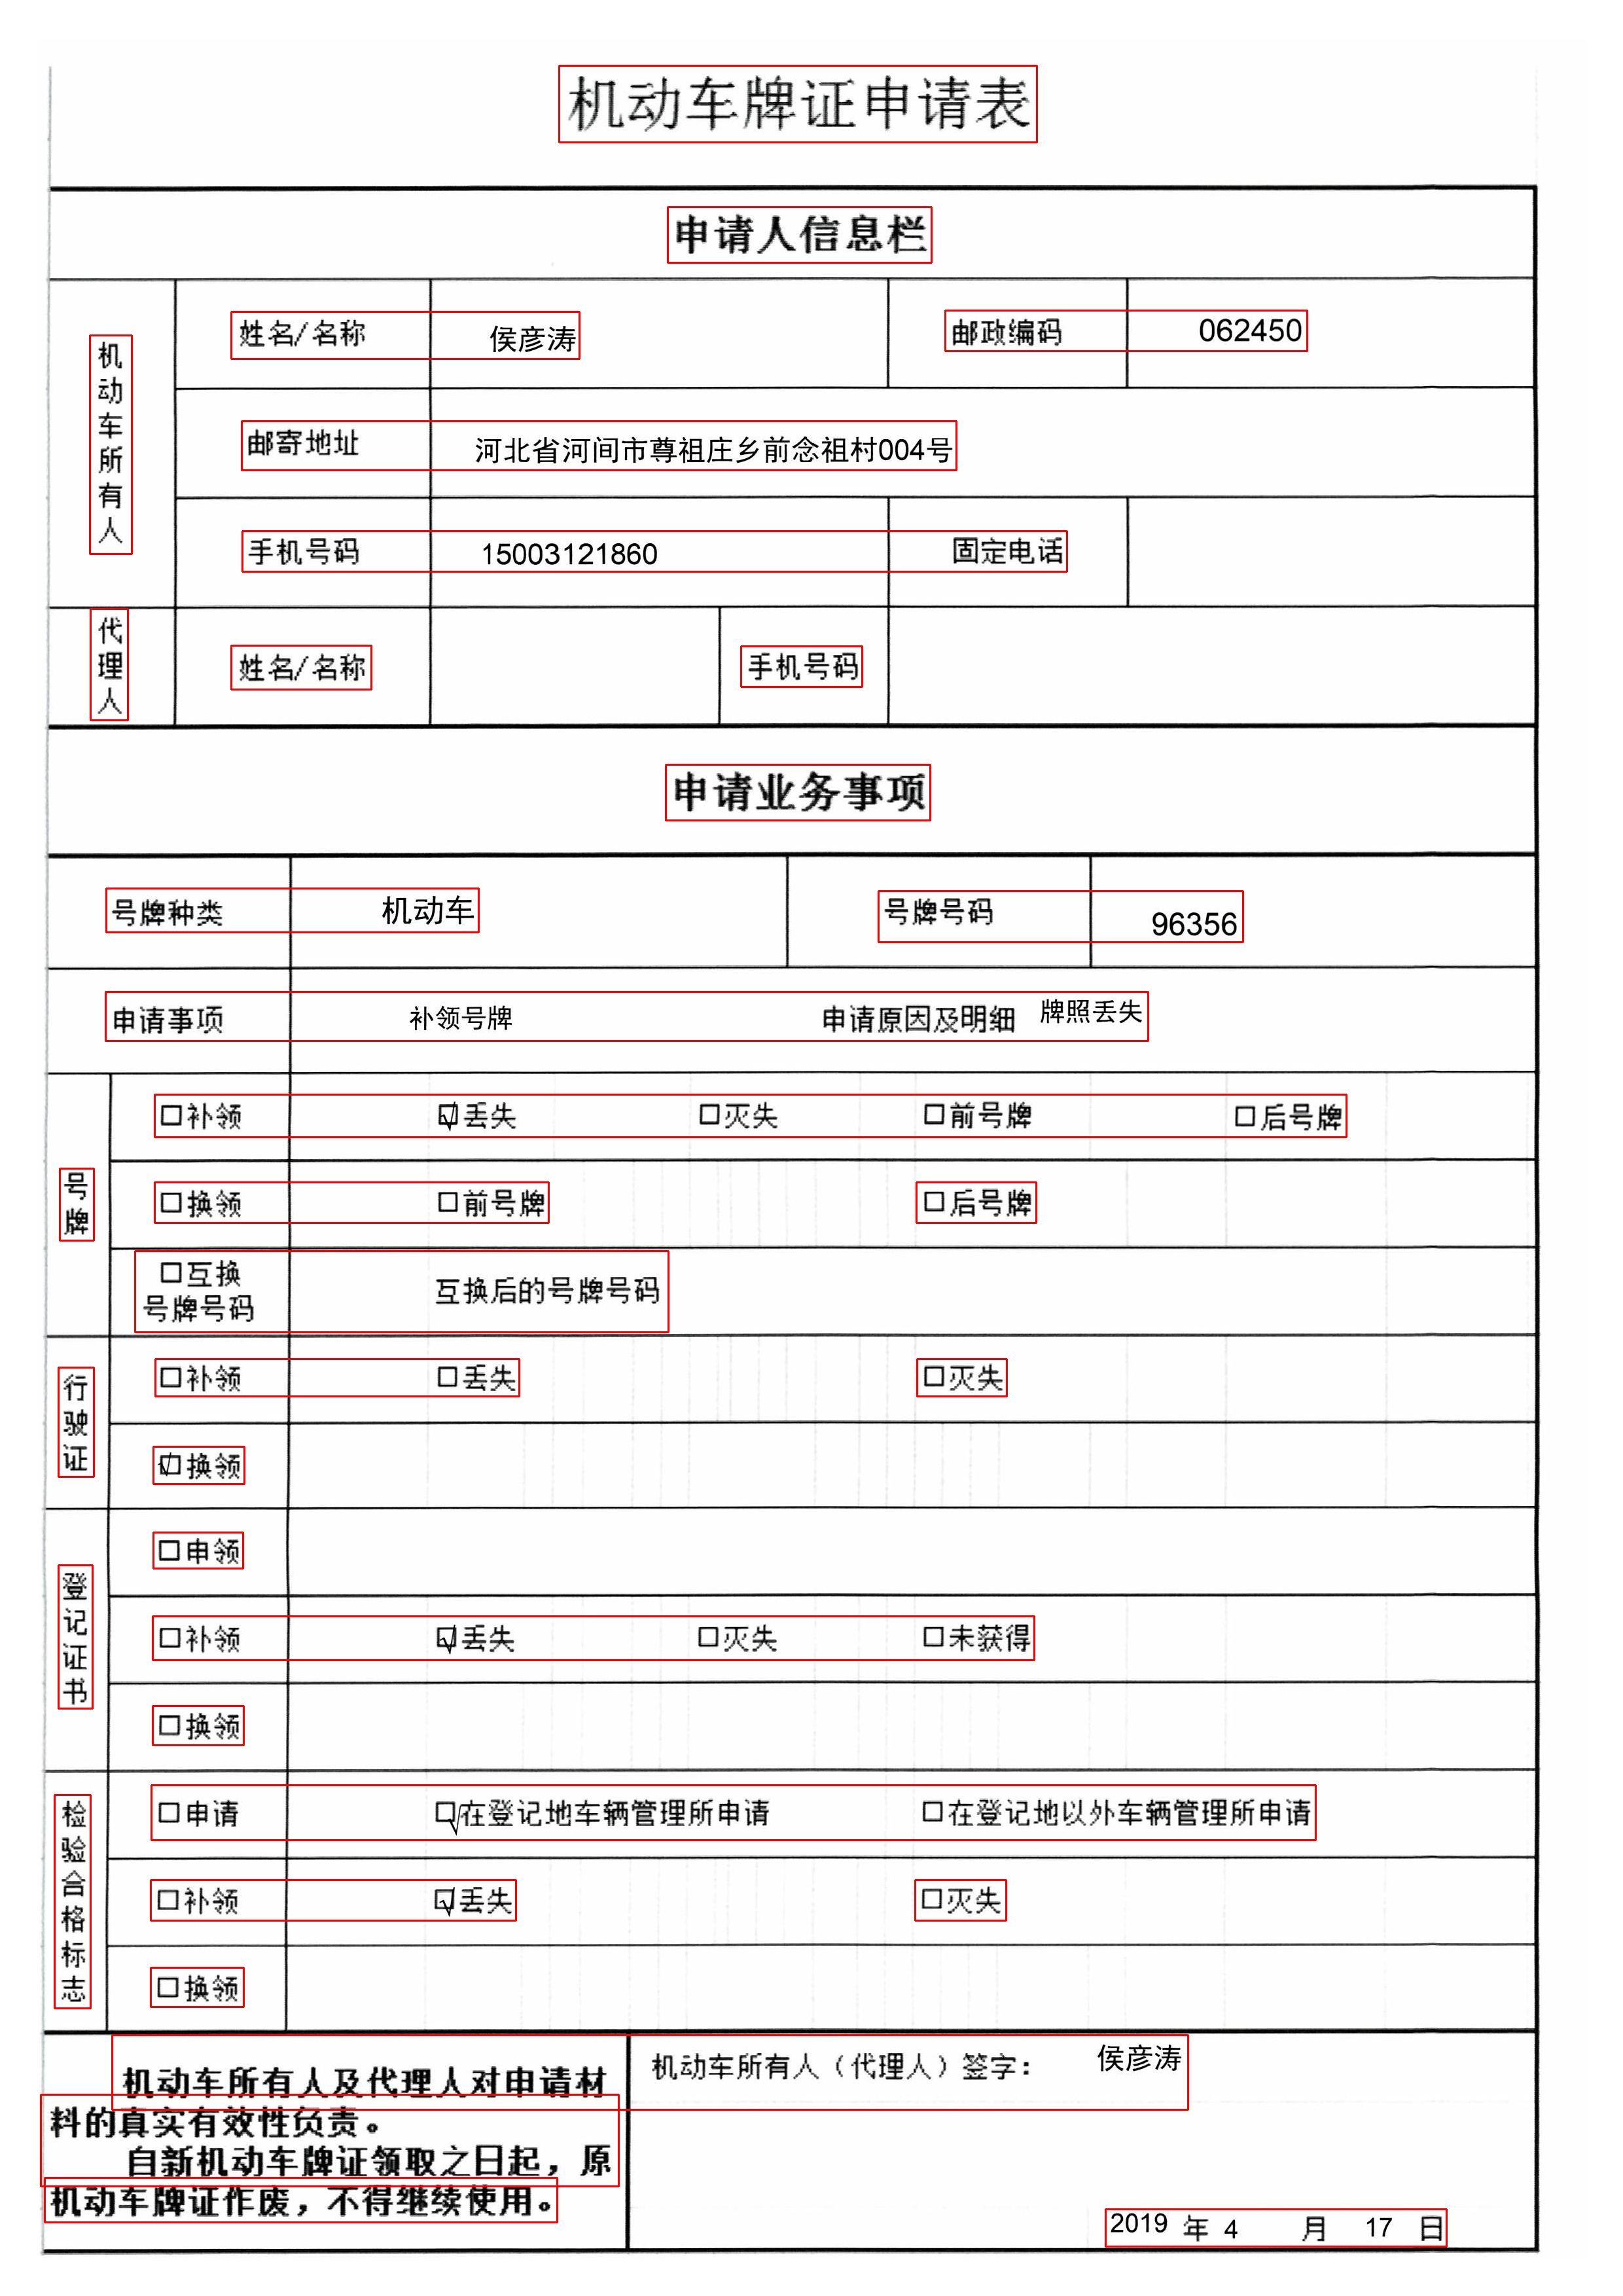 机动车牌证申请表
申请人信息栏
机动车所有人
姓名/名称 侯彦涛 邮政编码 062450
邮寄地址 河北省河间市尊祖庄乡前念祖村004号
手机号码 15003121860 固定电话
代理人
姓名/名称 手机号码
申请业务事项
号牌种类 机动车 号牌号码 96356
申请事项 补领号牌 申请原因及明细 牌照丢失
号牌
□补领 ☑丢失 □灭失 □前号牌 □后号牌
□换领 □前号牌 □后号牌
□互换
号牌号码 互换后的号牌号码
行驶证
□补领 □丢失 □灭失
☑换领
登记证书
□申领
□补领 ☑丢失 □灭失 □未获得
□换领
检验合格标志
□申请 ☑在登记地车辆管理所申请 □在登记地以外车辆管理所申请
□补领 ☑丢失 □灭失
□换领
机动车所有人及代理人对申请材
料的真实有效性负责。
自新机动车牌证领取之日起，原
机动车牌证作废，不得继续使用。
机动车所有人（代理人）签字： 侯彦涛
2019 年 4 月 17 日